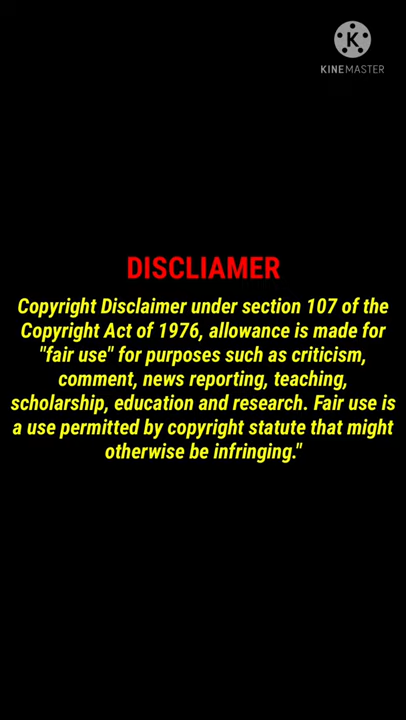 K
KINEMASTER
DISCLIAMER
Copyright Disclaimer under section 107 of the
Copyright Act of 1976, allowance is made for
"fair use" for purposes such as criticism,
comment, news reporting, teaching,
scholarship, education and research. Fair use is
a use permitted by copyright statute that might
otherwise be infringing."